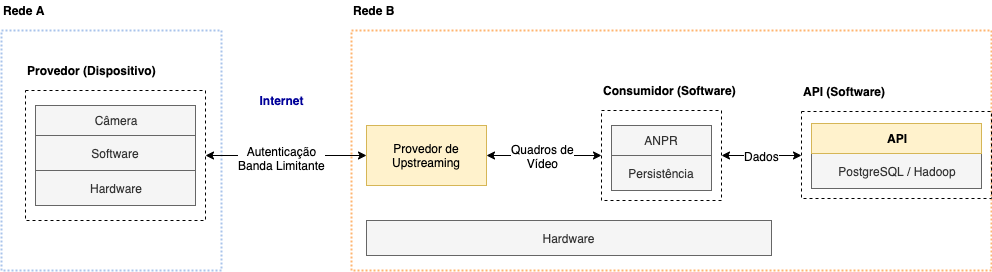 Rede A
Rede B
Provedor (Dispositivo)
Câmera
Software
Hardware
Internet
Autenticação
Banda Limitante
Provedor de
Upstreaming
Quadros de
Vídeo
Consumidor (Software)
ANPR
Persistência
Dados
API (Software)
API
PostgreSQL / Hadoop
Hardware